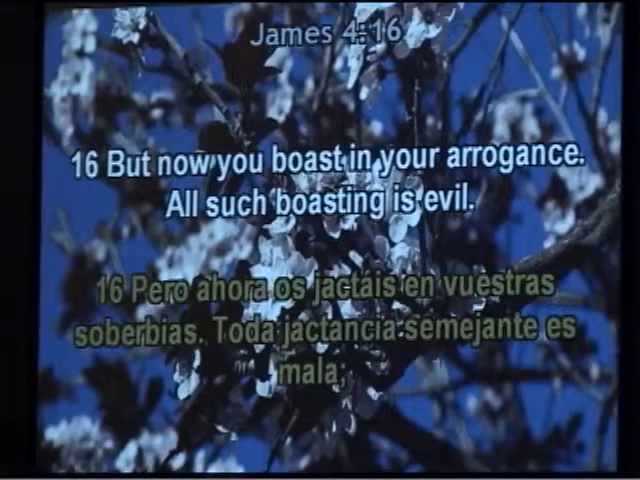 James 4:16
16 But now you boast in your arrogance.
All such boasting is evil.
16 Pero ahora os jactáis en vuestras
soberbias. Toda jactancia semejante es
mala;